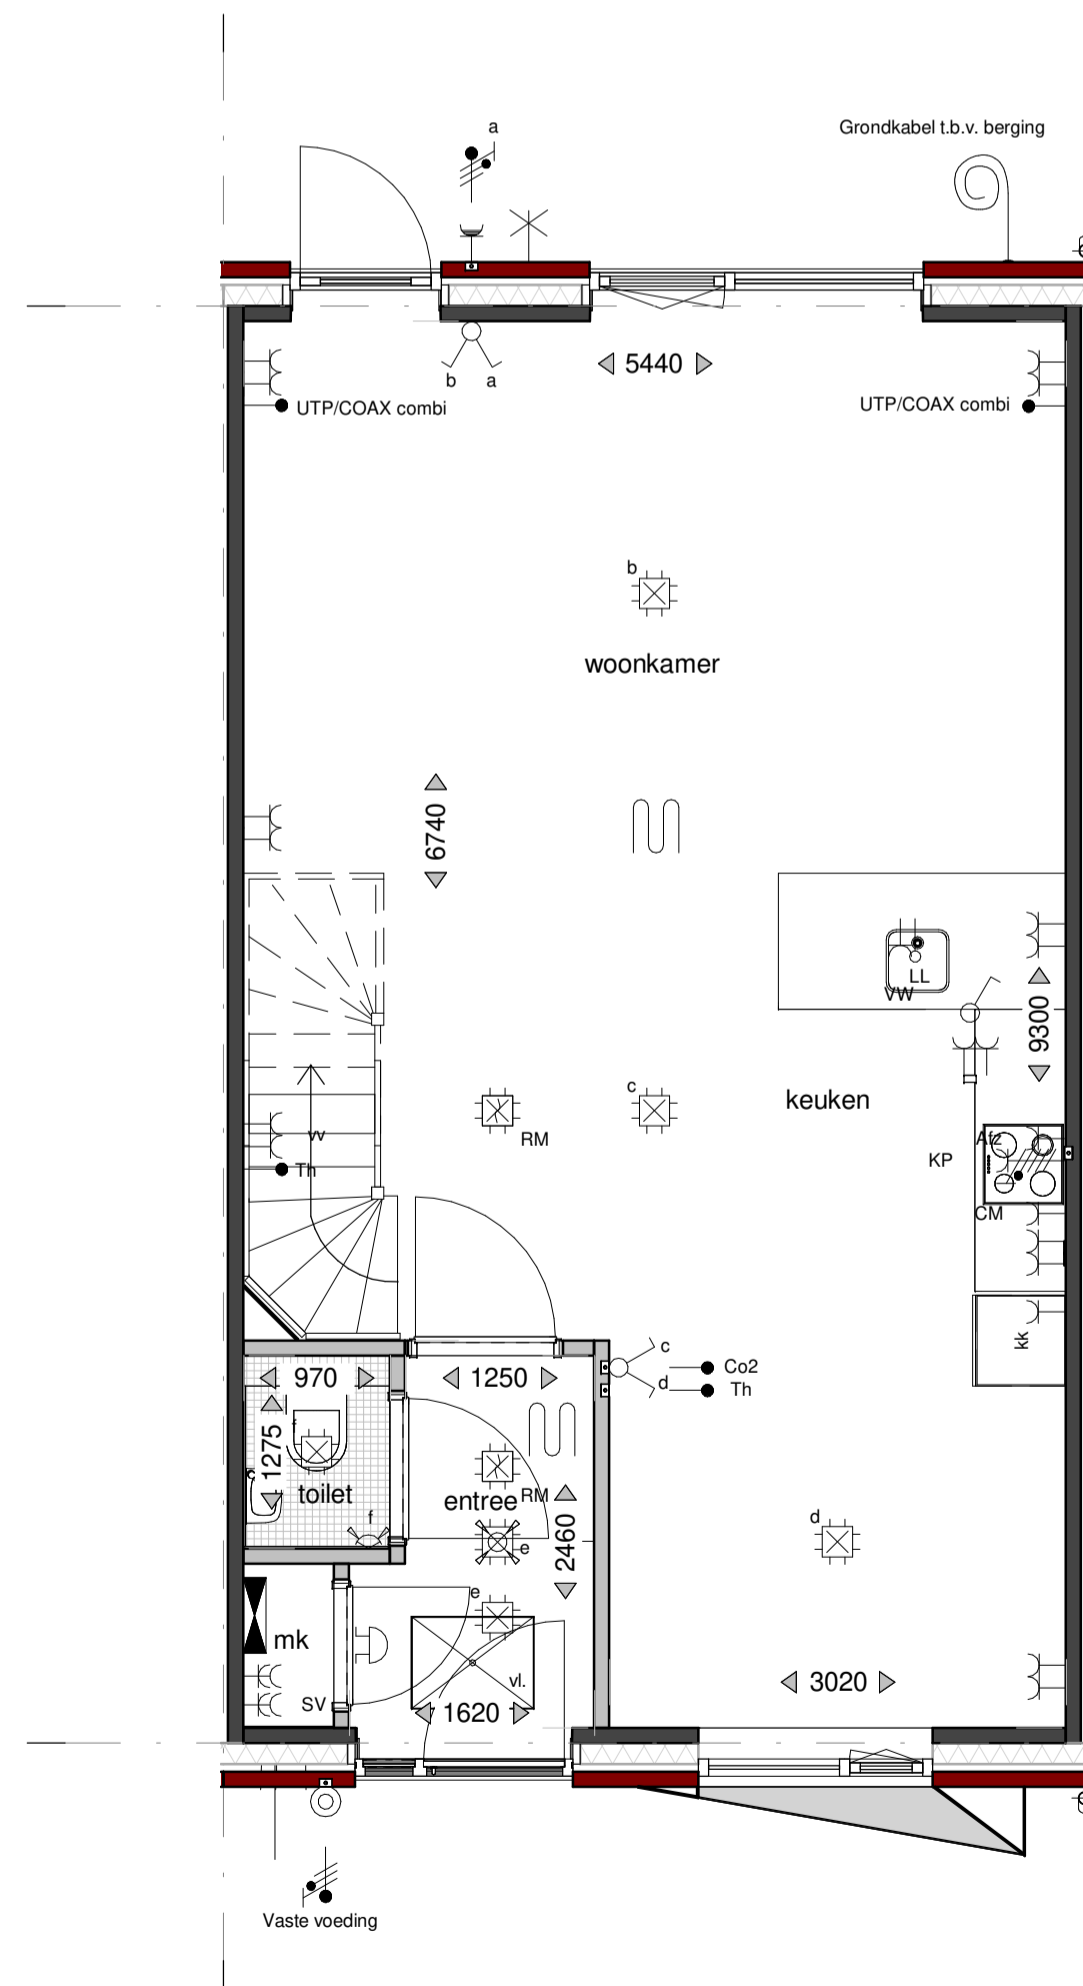 a
Grondkabel t.b.v. berging
b
a
5440
UTP/COAX combi
UTP/COAX combi
b
woonkamer
6740
LL
VW
9300
c
keuken
RM
vv
Th
Afz
KP
CM
kk
c
d
Co2
Th
970
1250
1275
f
toilet
f
entree
RM
e
2460
d
e
mk
SV
vl.
1620
3020
Vaste voeding